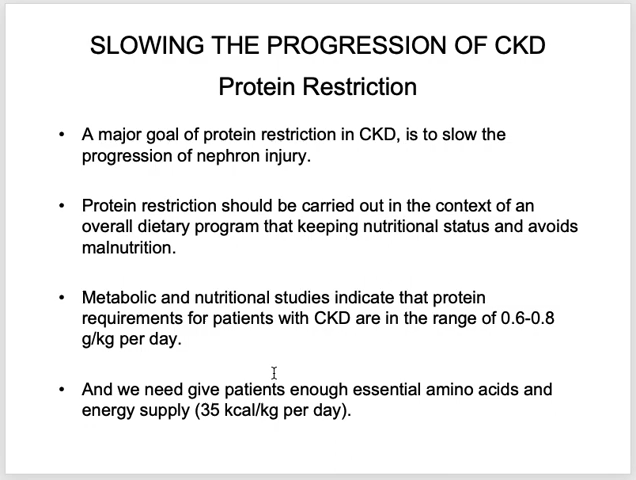 SLOWING THE PROGRESSION OF CKD
Protein Restriction
• A major goal of protein restriction in CKD, is to slow the
progression of nephron injury.
• Protein restriction should be carried out in the context of an
overall dietary program that keeping nutritional status and avoids
malnutrition.
• Metabolic and nutritional studies indicate that protein
requirements for patients with CKD are in the range of 0.6-0.8
g/kg per day.
• And we need give patients enough essential amino acids and
energy supply (35 kcal/kg per day).